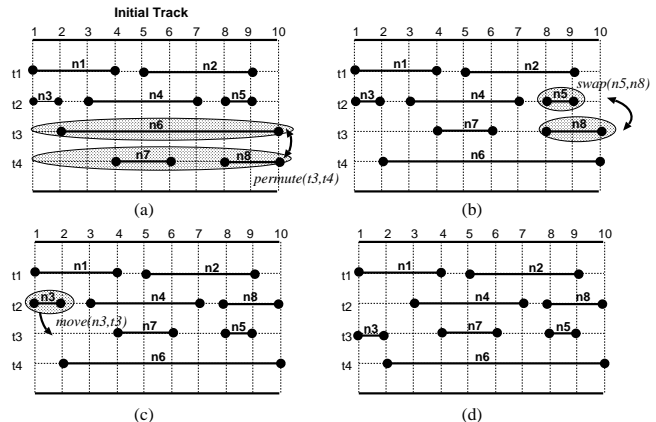 Initial Track
1 2 3 4 5 6 7 8 9 10
t1 n1 n2
t2 n3 n4 n5
t3 n6
t4 n7 n8
permute(t3,t4)
(a)
1 2 3 4 5 6 7 8 9 10
t1 n1 n2
swap(n5,n8)
t2 n3 n4 n5
t3 n7 n8
t4 n6
(b)
1 2 3 4 5 6 7 8 9 10
t1 n1 n2
t2 n3 n4 n8
move(n3,t3)
t3 n7 n5
t4 n6
(c)
1 2 3 4 5 6 7 8 9 10
t1 n1 n2
t2 n4 n8
t3 n3 n7 n5
t4 n6
(d)